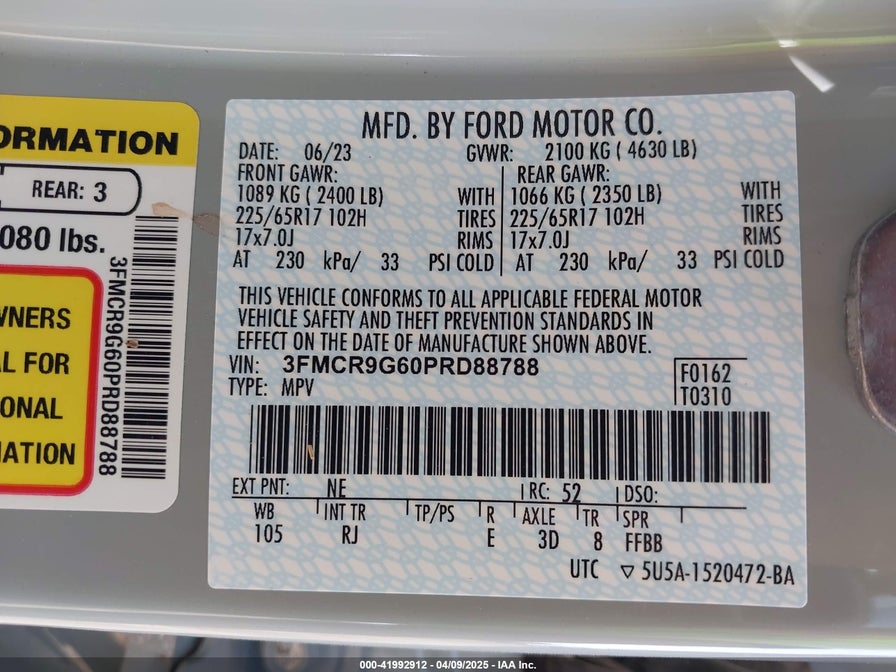 ORMATION
REAR: 3
080 lbs.
WNERS
AL FOR
ONAL
MATION
3FMCR9G60PRD88788
MFD. BY FORD MOTOR CO.
DATE: 06/23 GVWR: 2100 KG ( 4630 LB)
FRONT GAWR: REAR GAWR:
1089 KG ( 2400 LB) WITH 1066 KG ( 2350 LB) WITH
225/65R17 102H TIRES 225/65R17 102H TIRES
17x7.0J RIMS 17x7.0J RIMS
AT 230 kPa/ 33 PSI COLD AT 230 kPa/ 33 PSI COLD
THIS VEHICLE CONFORMS TO ALL APPLICABLE FEDERAL MOTOR
VEHICLE SAFETY AND THEFT PREVENTION STANDARDS IN
EFFECT ON THE DATE OF MANUFACTURE SHOWN ABOVE.
VIN: 3FMCR9G60PRD88788
TYPE: MPV
F0162
T0310
EXT PNT: NE RC: 52 DSO:
WB INT TR TP/PS R AXLE TR SPR
105 RJ E 3D 8 FFBB
UTC ▽ 5U5A-1520472-BA
000-41992912 - 04/09/2025 - IAA Inc.